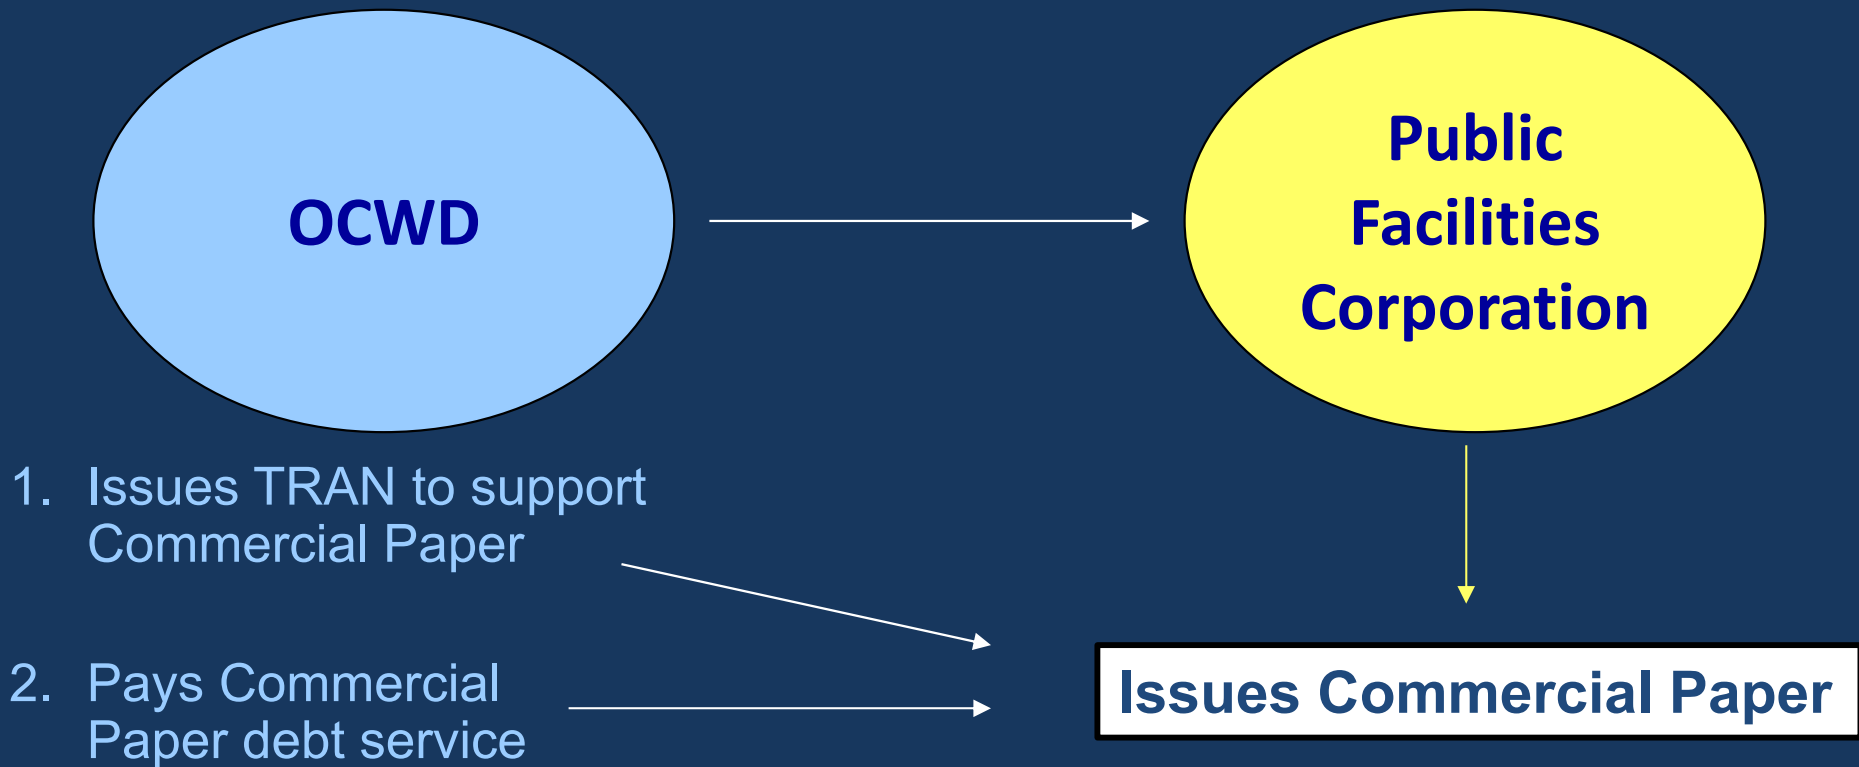 OCWD
Public
Facilities
Corporation
1. Issues TRAN to support
Commercial Paper
2. Pays Commercial
Paper debt service
Issues Commercial Paper